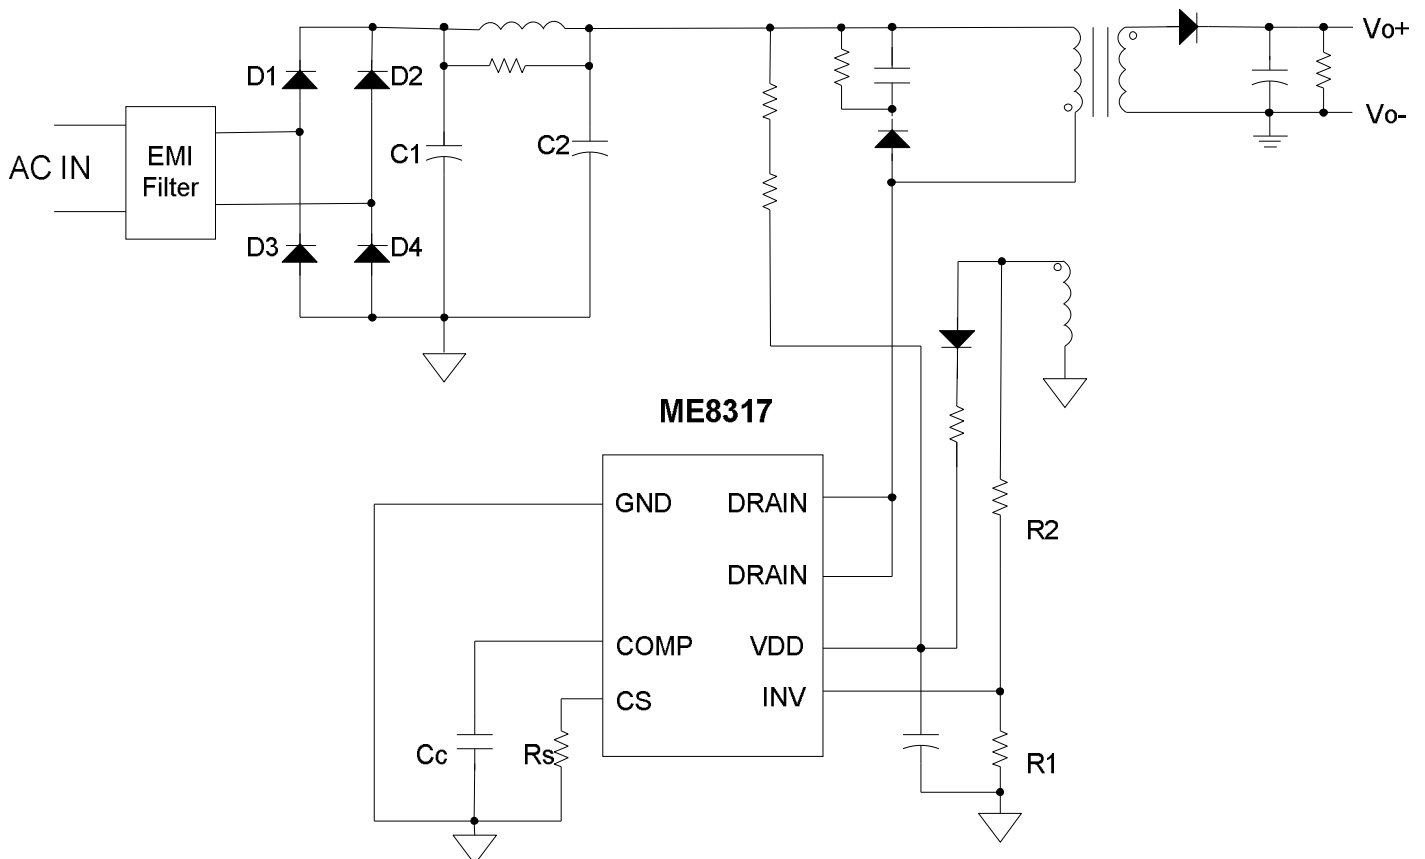 Vo+
D1
D2
C1
C2
Vo-
AC IN
EMI
Filter
D3
D4
ME8317
GND
DRAIN
R2
DRAIN
COMP
VDD
CS
INV
Cc
Rs
R1